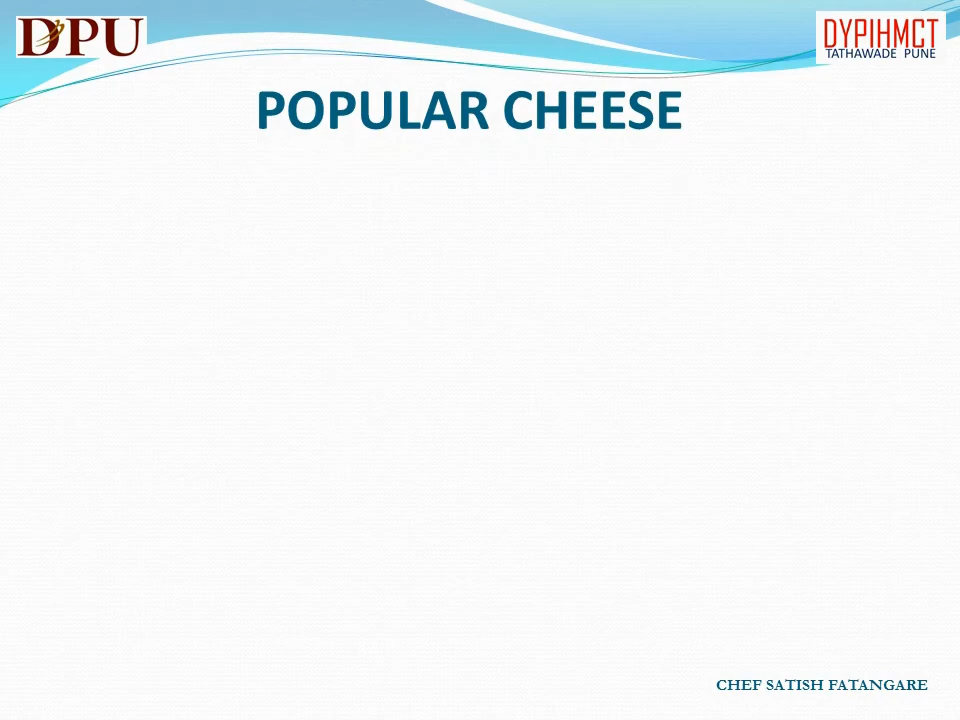 DPU
DYPIHMCT
TATHAWADE PUNE
POPULAR CHEESE
CHEF SATISH FATANGARE